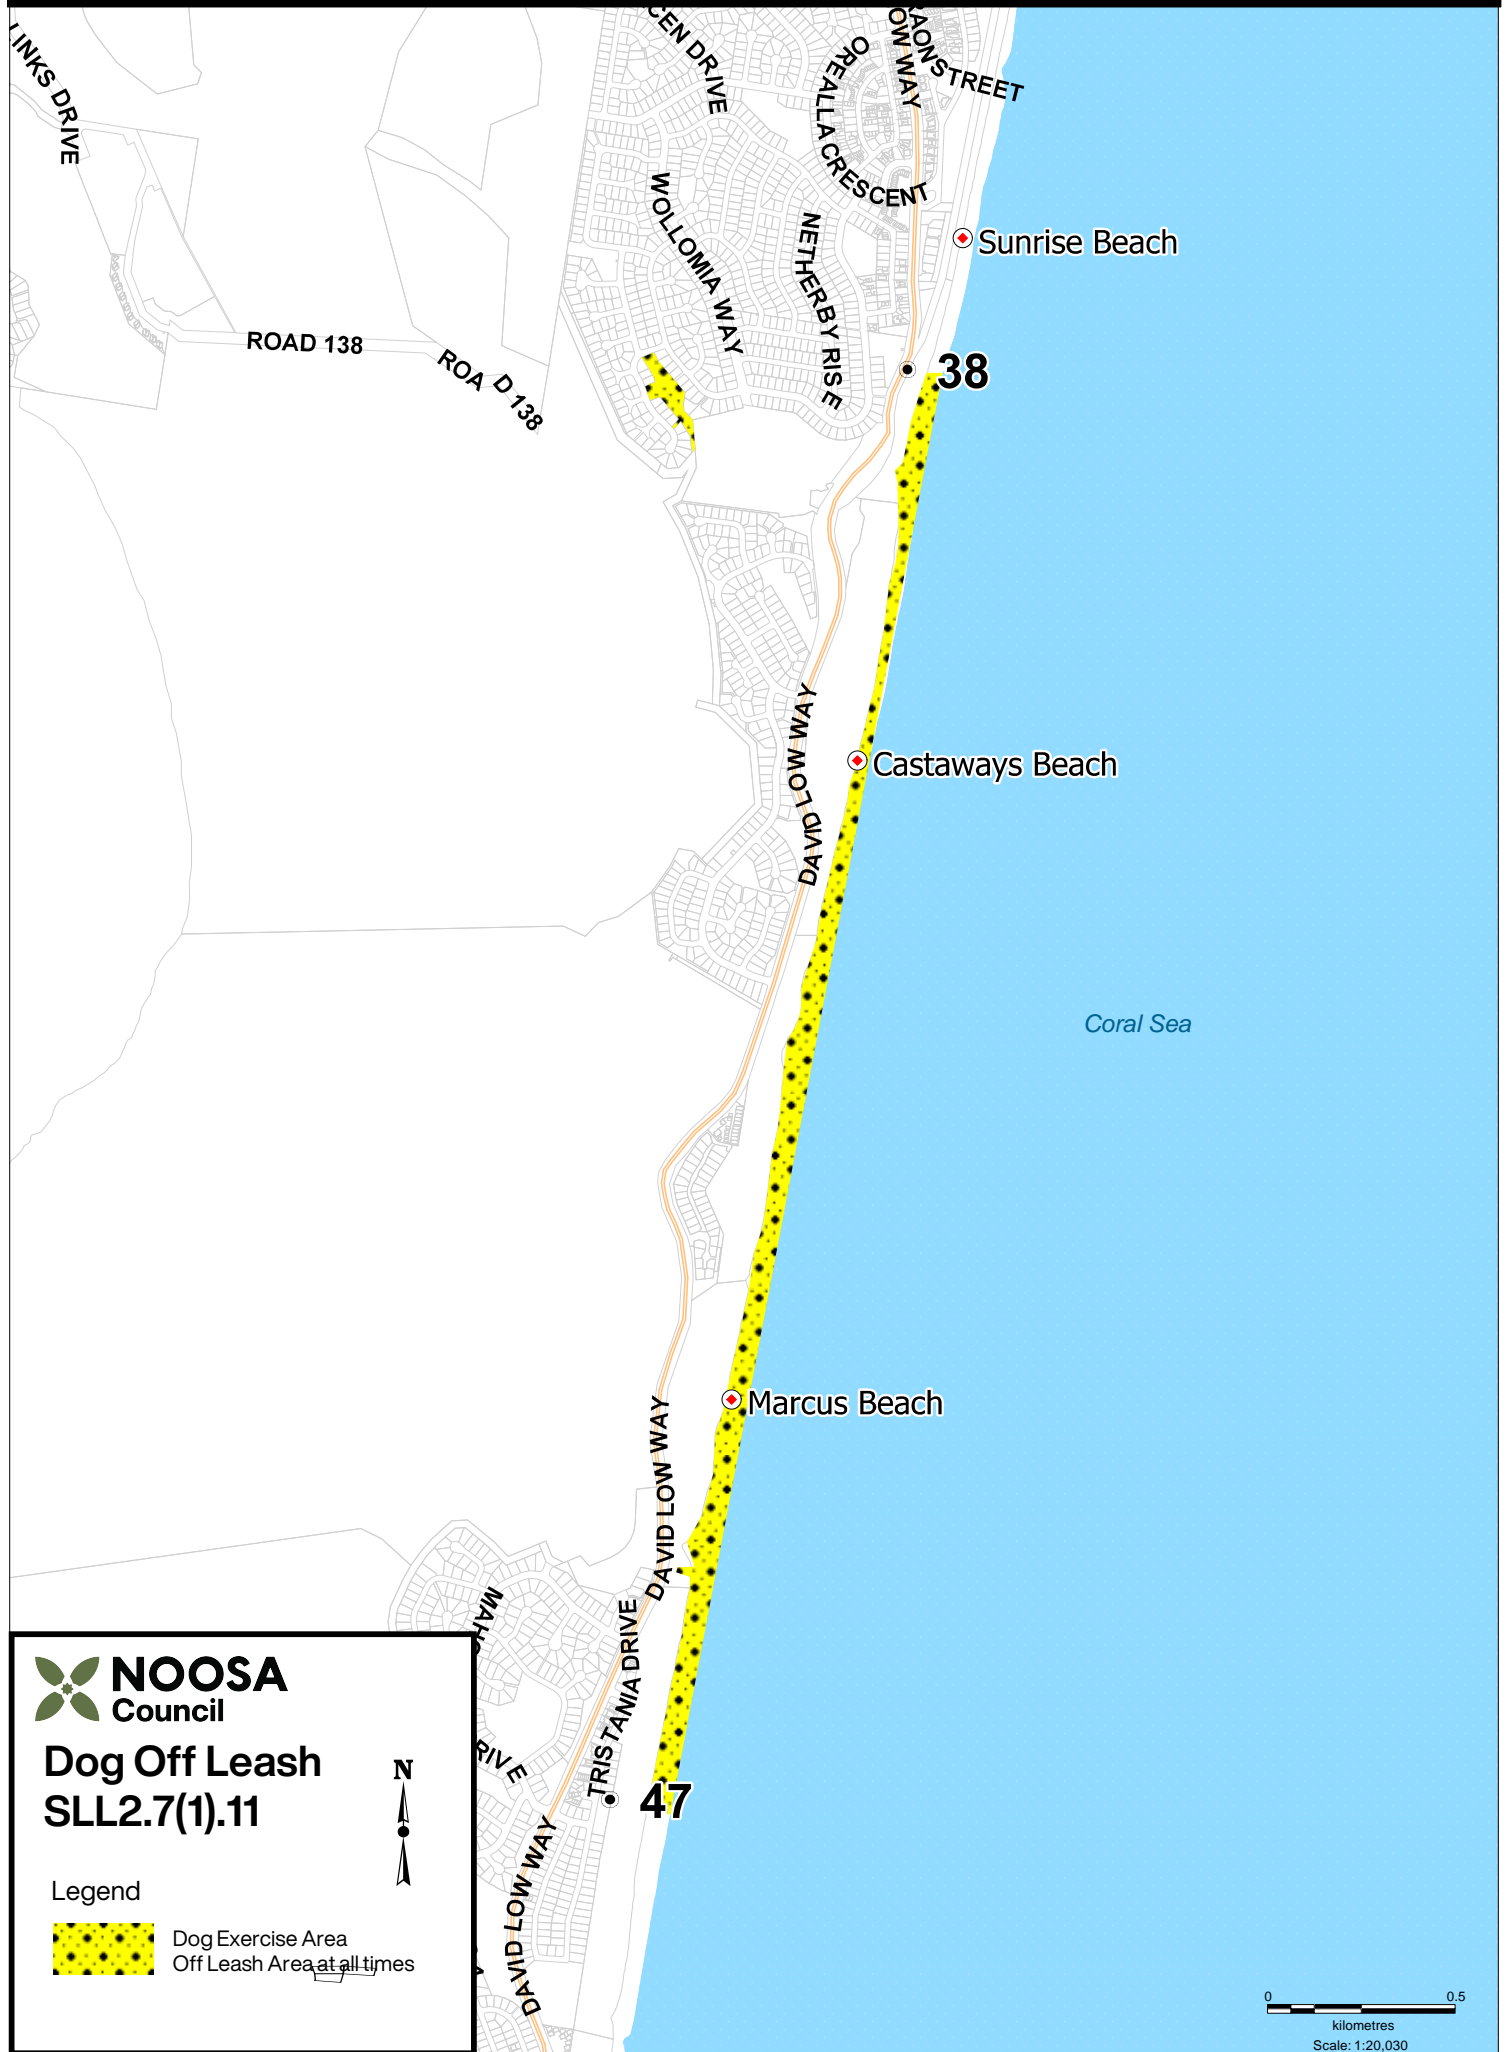 LINKS DRIVE
CEN DRIVE
OREALLA CRESCENT
OW WAY
RAON STREET
WOLLOMIA WAY
NETHERBY RISE
Sunrise Beach
ROAD 138
ROAD 138
38
DAVID LOW WAY
Castaways Beach
Coral Sea
DAVID LOW WAY
Marcus Beach
MAHO
TRISTANIA DRIVE
RIVE
47
DAVID LOW WAY
NOOSA
Council
Dog Off Leash
SLL2.7(1).11
N
Legend
Dog Exercise Area
Off Leash Area at all times
0 0.5
kilometres
Scale: 1:20,030